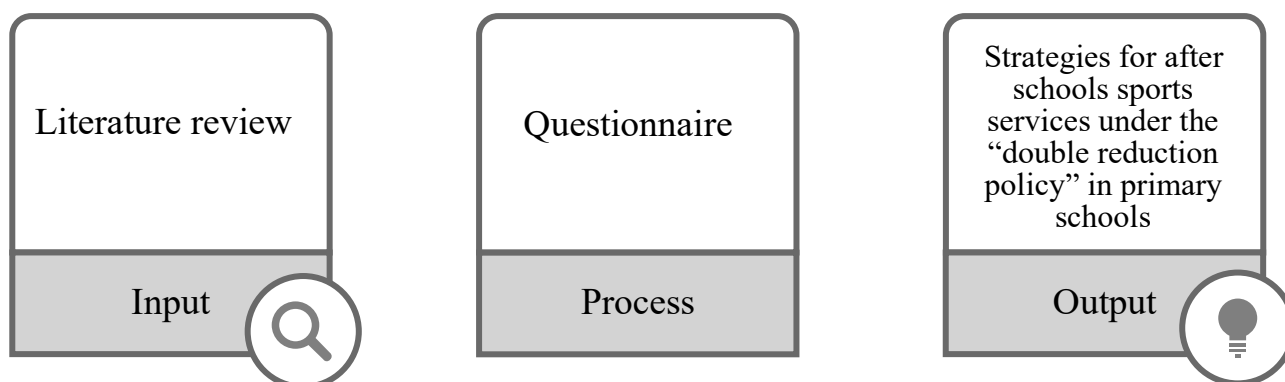 Literature review
Input
Questionnaire
Process
Strategies for after
schools sports
services under the
“double reduction
policy” in primary
schools
Output